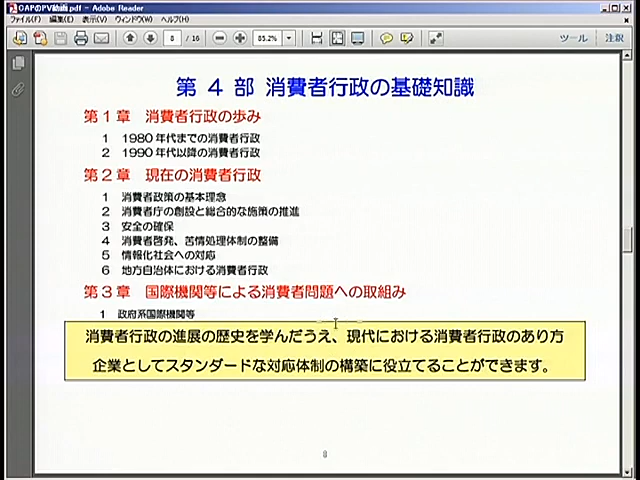 CAPのPV動画.pdf - Adobe Reader
ファイル(F) 編集(E) 表示(V) ウィンドウ(W) ヘルプ(H)
8 / 16 85.2% ツール 注釈
第 4 部 消費者行政の基礎知識
第1章 消費者行政の歩み
1 1980年代までの消費者行政
2 1990年代以降の消費者行政
第2章 現在の消費者行政
1 消費者政策の基本理念
2 消費者庁の創設と総合的な施策の推進
3 安全の確保
4 消費者啓発、苦情処理体制の整備
5 情報化社会への対応
6 地方自治体における消費者行政
第3章 国際機関等による消費者問題への取組み
1 政府系国際機関等
消費者行政の進展の歴史を学んだうえ、現代における消費者行政のあり方
企業としてスタンダードな対応体制の構築に役立てることができます。
8